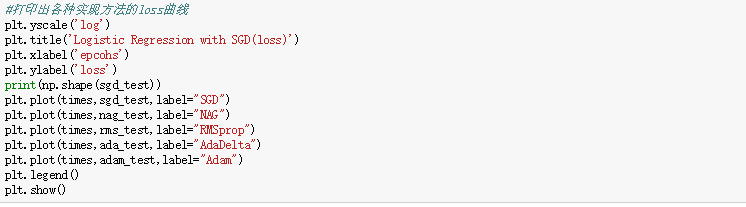 #打印出各种实现方法的loss曲线
plt.yscale('log')
plt.title('Logistic Regression with SGD(loss)')
plt.xlabel('epcohs')
plt.ylabel('loss')
print(np.shape(sgd_test))
plt.plot(times,sgd_test,label="SGD")
plt.plot(times,nag_test,label="NAG")
plt.plot(times,rms_test,label="RMSprop")
plt.plot(times,ada_test,label="AdaDelta")
plt.plot(times,adam_test,label="Adam")
plt.legend()
plt.show()